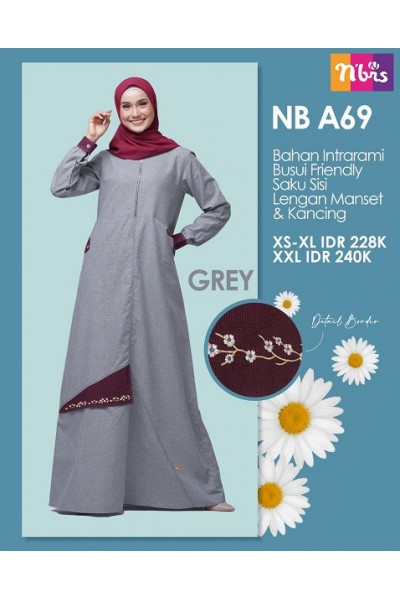 n'brs
NB A69
Bahan Intrarami
Busui Friendly
Saku Sisi
Lengan Manset
& Kancing
XS-XL IDR 228K
XXL IDR 240K
GREY
Detail Bordir